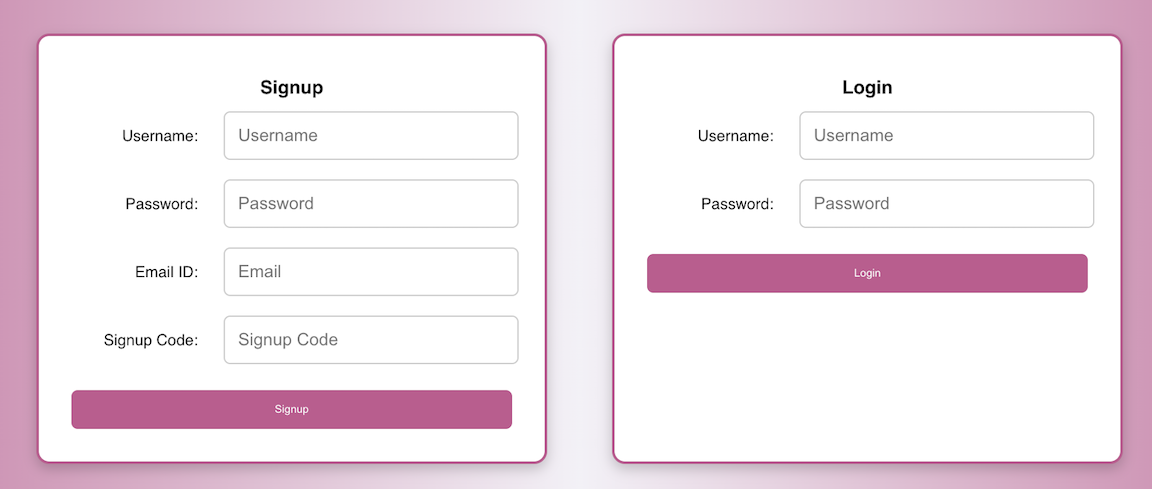 Signup
Username: Username
Password: Password
Email ID: Email
Signup Code: Signup Code
Signup
Login
Username: Username
Password: Password
Login